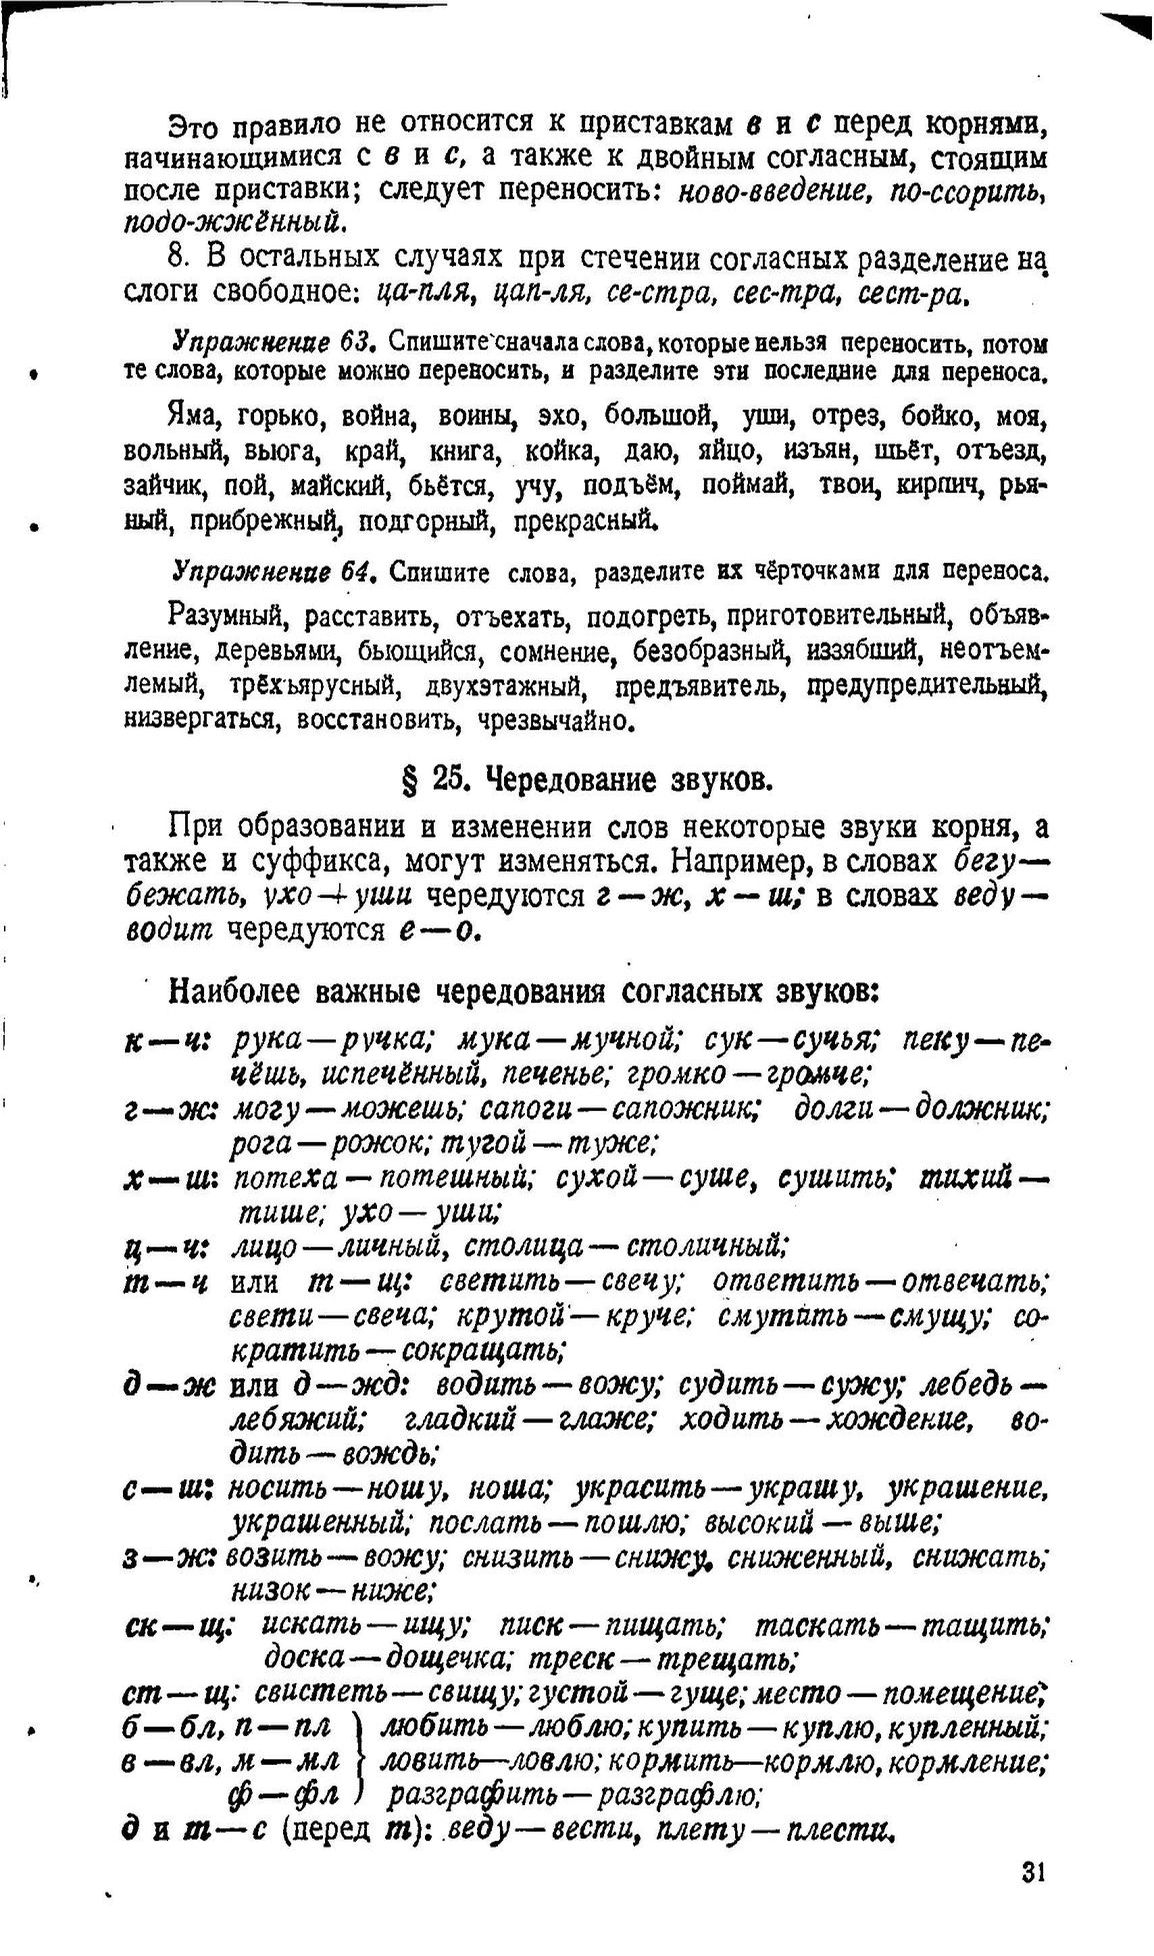 Это правило не относится к приставкам в и с перед корнями,
начинающимися с в и с, а также к двойным согласным, стоящим
после приставки; следует переносить: ново-введение, по-ссорить,
подо-жжённый.
8. В остальных случаях при стечении согласных разделение на
слоги свободное: ца-пля, цап-ля, се-стра, сес-тра, сест-ра.
Упражнение 63. Спишите сначала слова, которые нельзя переносить, потом
те слова, которые можно переносить, и разделите эти последние для переноса.
Яма, горько, война, воины, эхо, большой, уши, отрез, бойко, моя,
вольный, вьюга, край, книга, койка, даю, яйцо, изъян, шьёт, отъезд,
зайчик, пой, майский, бьётся, учу, подъём, поймай, твои, кирпич, рья-
ный, прибрежный, подгорный, прекрасный.
Упражнение 64. Спишите слова, разделите их чёрточками для переноса.
Разумный, расставить, отъехать, подогреть, приготовительный, объяв-
ление, деревьями, бьющийся, сомнение, безобразный, иззябший, неотъем-
лемый, трёхъярусный, двухэтажный, предъявитель, предупредительный,
низвергаться, восстановить, чрезвычайно.
§ 25. Чередование звуков.
При образовании и изменении слов некоторые звуки корня, а
также и суффикса, могут изменяться. Например, в словах бегу—
бежать, ухо—уши чередуются г—ж, х—ш; в словах веду—
водит чередуются е—о.
Наиболее важные чередования согласных звуков:
к—ч: рука—ручка; мука—мучной; сук—сучья; пеку—пе-
чёшь, испечённый, печенье; громко—громче;
г—ж: могу—можешь; сапоги—сапожник; долги—должник;
рога—рожок; тугой—туже;
х—ш: потеха—потешный; сухой—суше, сушить; тихий—
тише; ухо—уши;
ц—ч: лицо—личный, столица—столичный;
т—ч или т—щ: светить—свечу; ответить—отвечать;
свети—свеча; крутой—круче; смутить—смущу; со-
кратить—сокращать;
д—ж или д—жд: водить—вожу; судить—сужу; лебедь—
лебяжий; гладкий—глаже; ходить—хождение, во-
дить—вождь;
с—ш: носить—ношу, ноша; украсить—украшу, украшение,
украшенный; послать—пошлю; высокий—выше;
з—ж: возить—вожу; снизить—снижу, сниженный, снижать;
низок—ниже;
ск—щ: искать—ищу; писк—пищать; таскать—тащить;
доска—дощечка; треск—трещать;
ст—щ: свистеть—свищу; густой—гуще; место—помещение;
б—бл, п—пл } любить—люблю; купить—куплю, купленный;
в—вл, м—мл } ловить—ловлю; кормить—кормлю, кормление;
ф—фл } разграфить—разграфлю;
д и т—с (перед т): веду—вести, плету—плести.
31